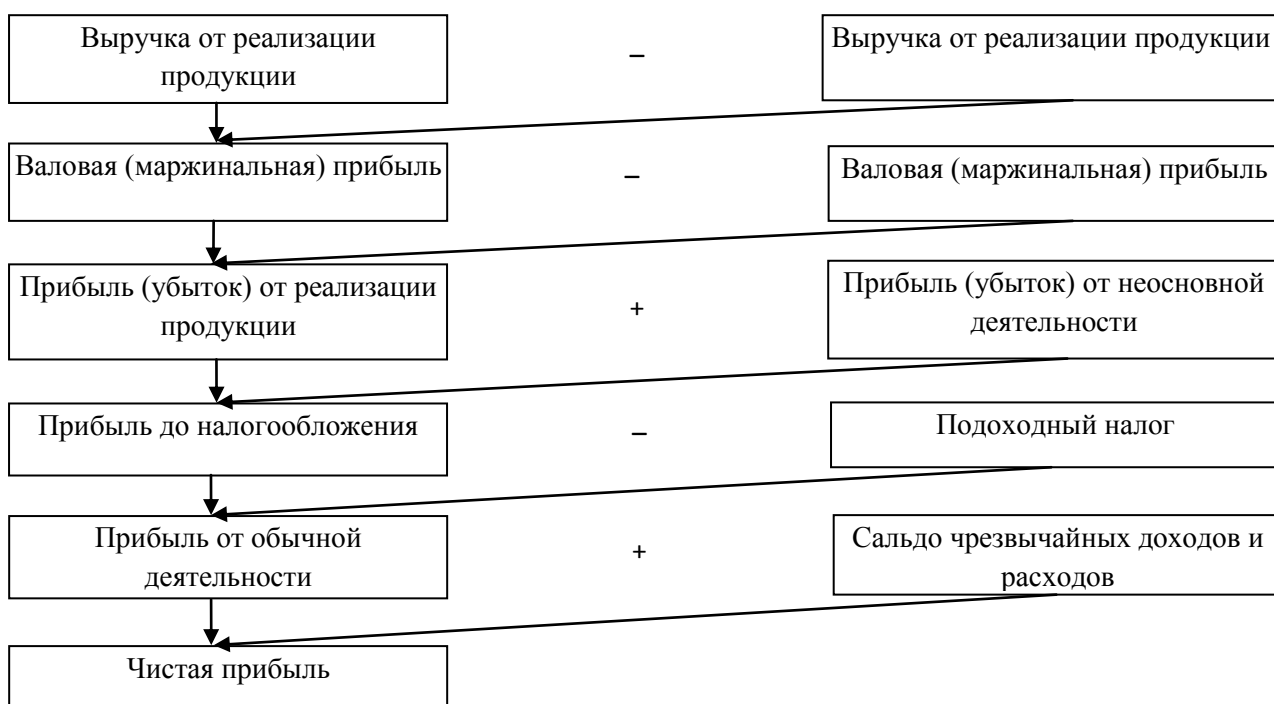 Выручка от реализации
продукции
–
Выручка от реализации продукции
Валовая (маржинальная) прибыль
–
Валовая (маржинальная) прибыль
Прибыль (убыток) от реализации
продукции
+
Прибыль (убыток) от неосновной
деятельности
Прибыль до налогообложения
–
Подоходный налог
Прибыль от обычной
деятельности
+
Сальдо чрезвычайных доходов и
расходов
Чистая прибыль